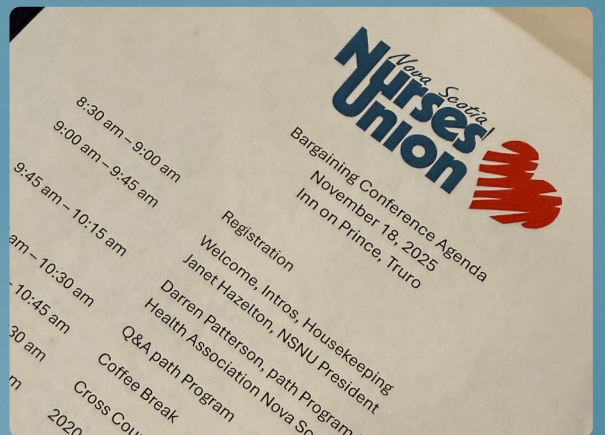 Nova Scotia
Nurses'
Union
Bargaining Conference Agenda
November 18, 2025
Inn on Prince, Truro
8:30 am – 9:00 am Registration
9:00 am – 9:45 am Welcome, Intros, Housekeeping
Janet Hazelton, NSNU President
9:45 am – 10:15 am Darren Patterson, path Program
Health Association Nova
am – 10:30 am Q&A path Program
10:45 am Coffee Break
30 am Cross
m 2020